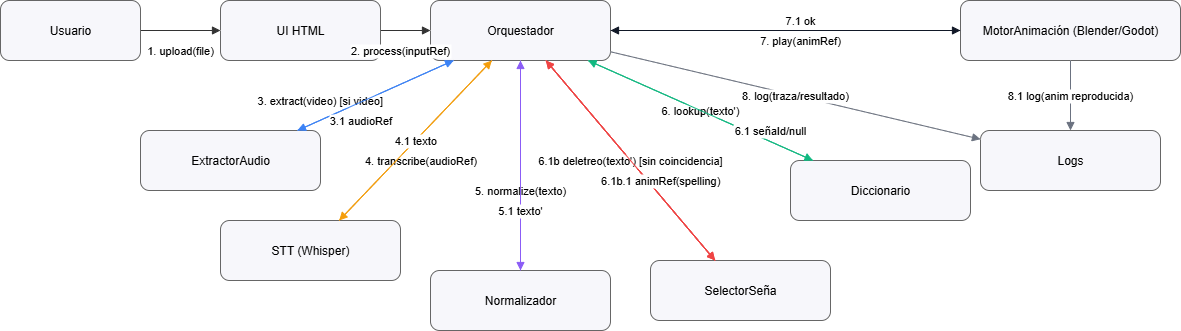 Usuario
UI HTML
Orquestador
MotorAnimación (Blender/Godot)
1. upload(file)
2. process(inputRef)
7.1 ok
7. play(animRef)
3. extract(video) [si video]
3.1 audioRef
4.1 texto
4. transcribe(audioRef)
5. normalize(texto)
5.1 texto'
6.1b deletreo(texto') [sin coincidencia]
6.1b.1 animRef(spelling)
6. lookup(texto')
6.1 señaId/null
8. log(traza/resultado)
8.1 log(anim reproducida)
ExtractorAudio
STT (Whisper)
Normalizador
SelectorSeña
Diccionario
Logs